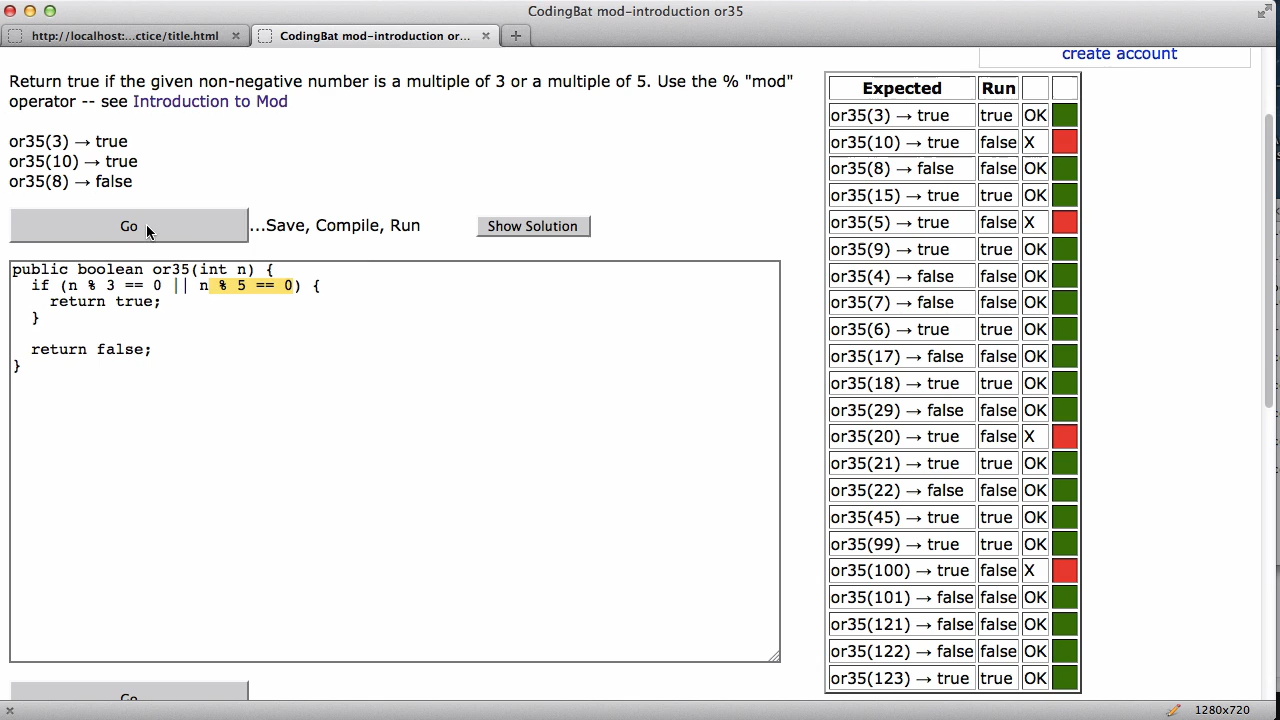 CodingBat mod-introduction or35
http://localhost:...ctice/title.html
CodingBat mod-introduction or...
create account
Return true if the given non-negative number is a multiple of 3 or a multiple of 5. Use the % "mod"
operator -- see Introduction to Mod
or35(3) → true
or35(10) → true
or35(8) → false
Go
...Save, Compile, Run
Show Solution
public boolean or35(int n) {
if (n % 3 == 0 || n % 5 == 0) {
return true;
}
return false;
}
Go
Expected Run
or35(3) → true true OK
or35(10) → true false X
or35(8) → false false OK
or35(15) → true true OK
or35(5) → true false X
or35(9) → true true OK
or35(4) → false false OK
or35(7) → false false OK
or35(6) → true true OK
or35(17) → false false OK
or35(18) → true true OK
or35(29) → false false OK
or35(20) → true false X
or35(21) → true true OK
or35(22) → false false OK
or35(45) → true true OK
or35(99) → true true OK
or35(100) → true false X
or35(101) → false false OK
or35(121) → false false OK
or35(122) → false false OK
or35(123) → true true OK
1280x720